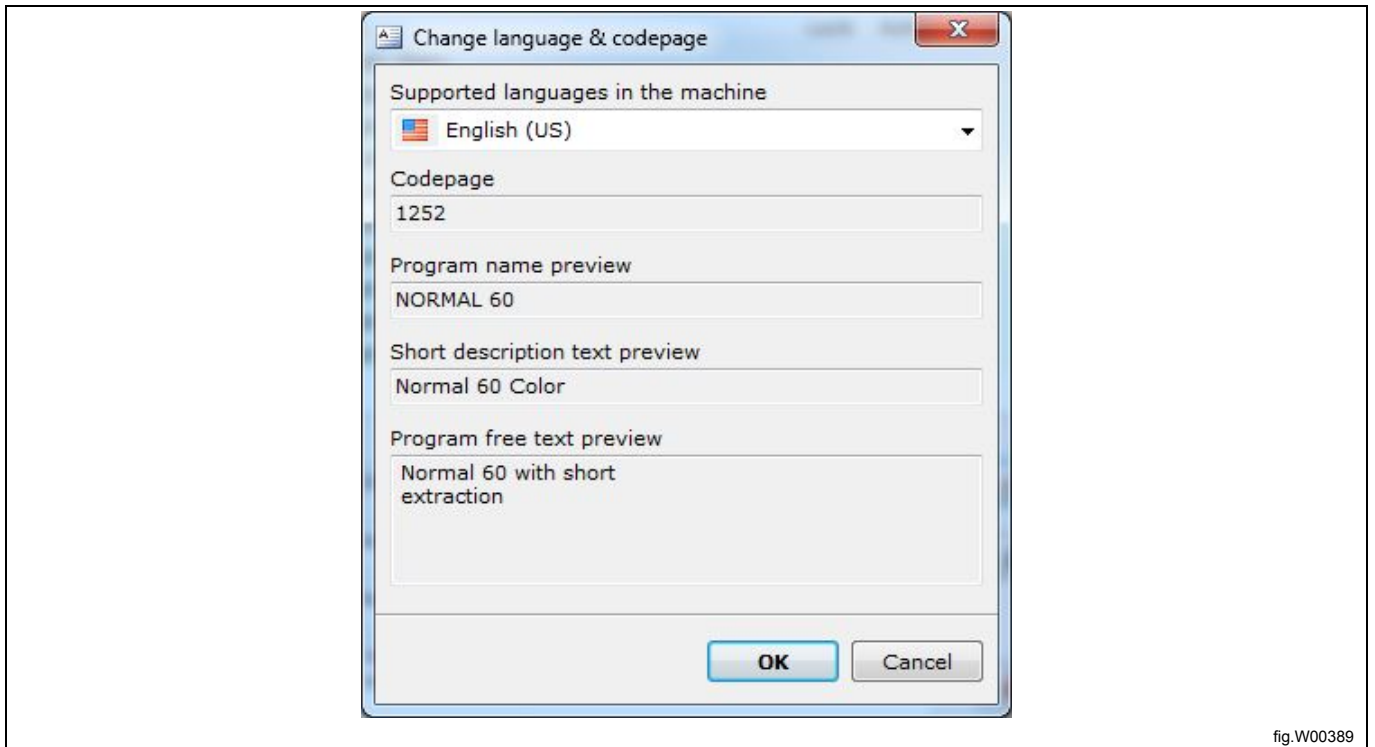 Change language & codepage
Supported languages in the machine
English (US)
Codepage
1252
Program name preview
NORMAL 60
Short description text preview
Normal 60 Color
Program free text preview
Normal 60 with short
extraction
OK
Cancel
fig.W00389